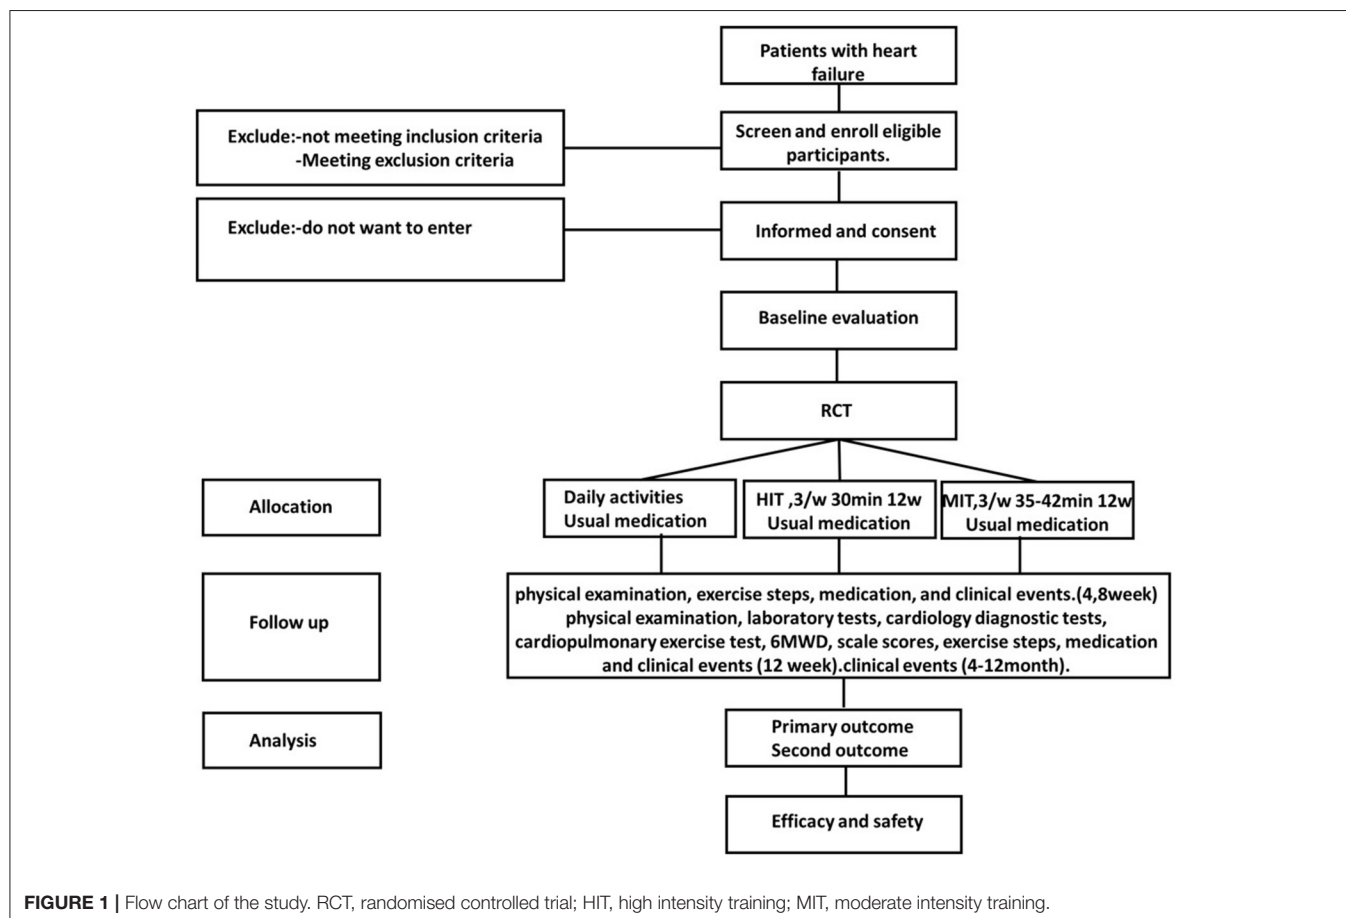 Patients with heart
failure
Exclude:-not meeting inclusion criteria
-Meeting exclusion criteria
Screen and enroll eligible
participants.
Exclude:-do not want to enter
Informed and consent
Baseline evaluation
RCT
Allocation
Daily activities
Usual medication
HIT ,3/w 30min 12w
Usual medication
MIT,3/w 35-42min 12w
Usual medication
Follow up
physical examination, exercise steps, medication, and clinical events.(4,8week)
physical examination, laboratory tests, cardiology diagnostic tests,
cardiopulmonary exercise test, 6MWD, scale scores, exercise steps, medication
and clinical events (12 week).clinical events (4-12month).
Analysis
Primary outcome
Second outcome
Efficacy and safety
FIGURE 1 | Flow chart of the study. RCT, randomised controlled trial; HIT, high intensity training; MIT, moderate intensity training.